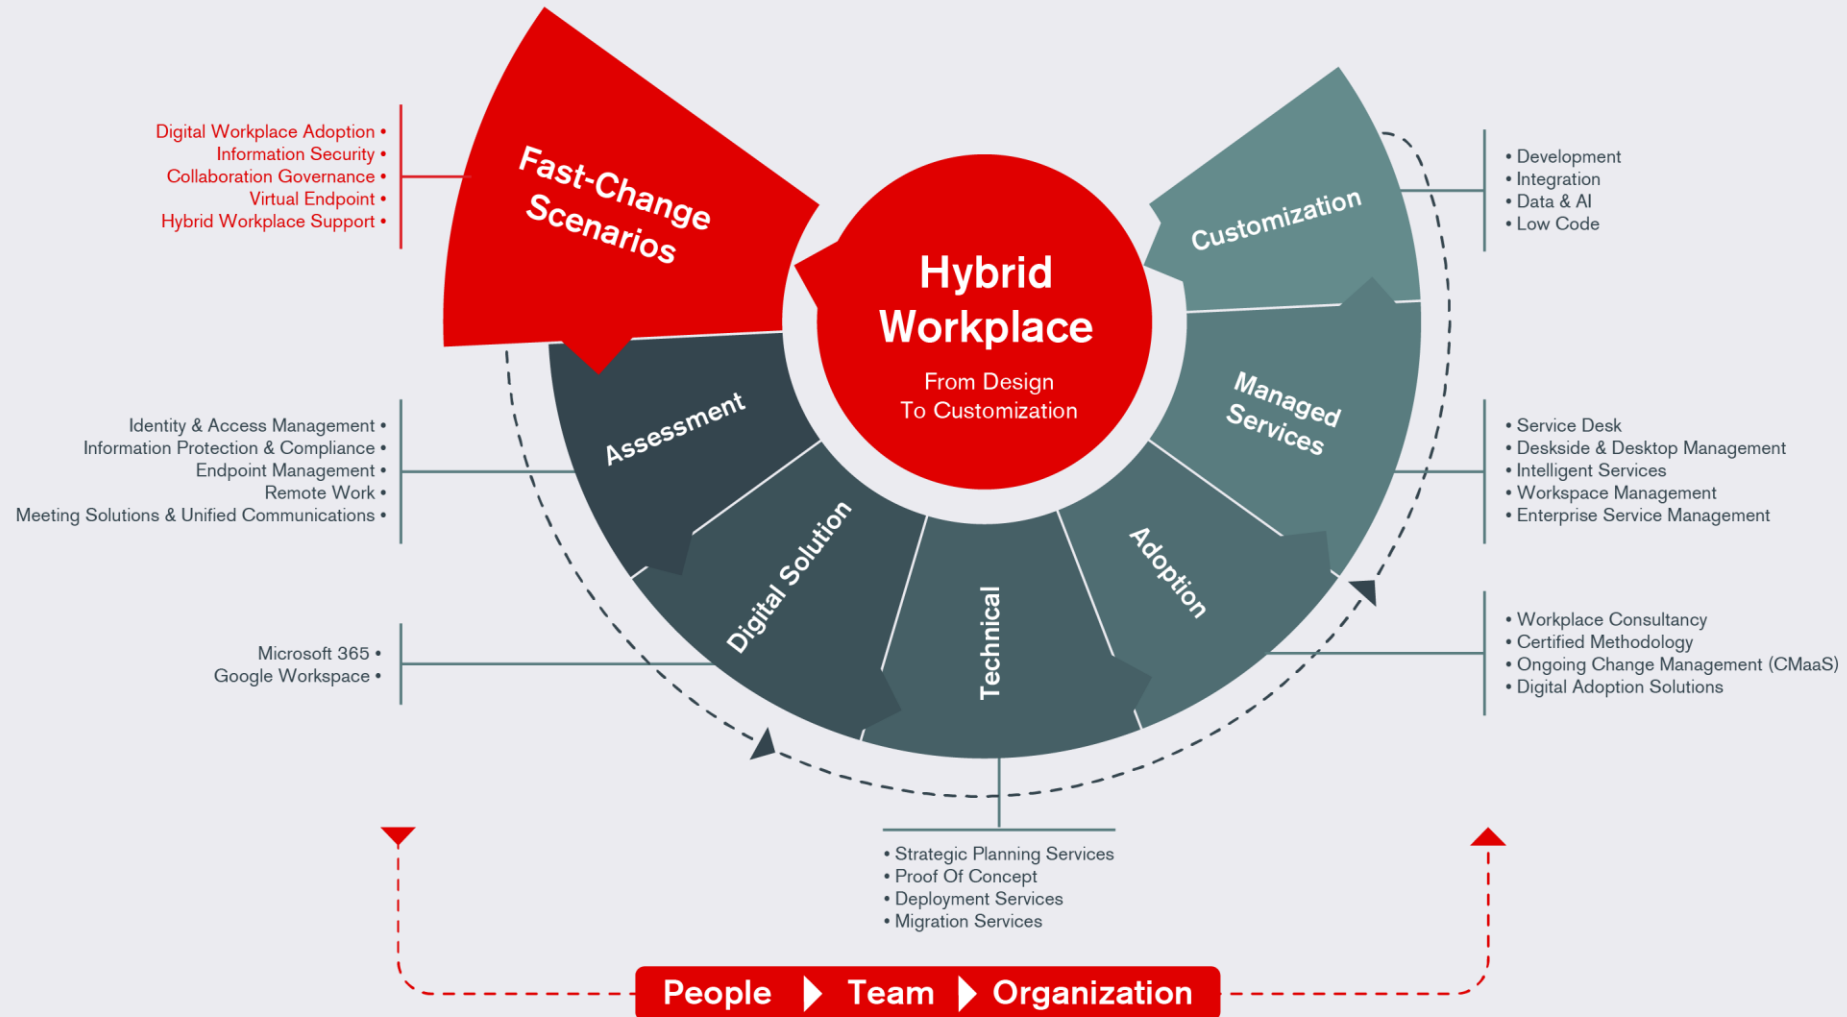 Hybrid
Workplace
From Design
To Customization
Fast-Change
Scenarios
Digital Workplace Adoption •
Information Security •
Collaboration Governance •
Virtual Endpoint •
Hybrid Workplace Support •
Assessment
Identity & Access Management •
Information Protection & Compliance •
Endpoint Management •
Remote Work •
Meeting Solutions & Unified Communications •
Digital Solution
Microsoft 365 •
Google Workspace •
Technical
• Strategic Planning Services
• Proof Of Concept
• Deployment Services
• Migration Services
Adoption
• Workplace Consultancy
• Certified Methodology
• Ongoing Change Management (CMaaS)
• Digital Adoption Solutions
Managed
Services
• Service Desk
• Deskside & Desktop Management
• Intelligent Services
• Workspace Management
• Enterprise Service Management
Customization
• Development
• Integration
• Data & AI
• Low Code
People Team Organization